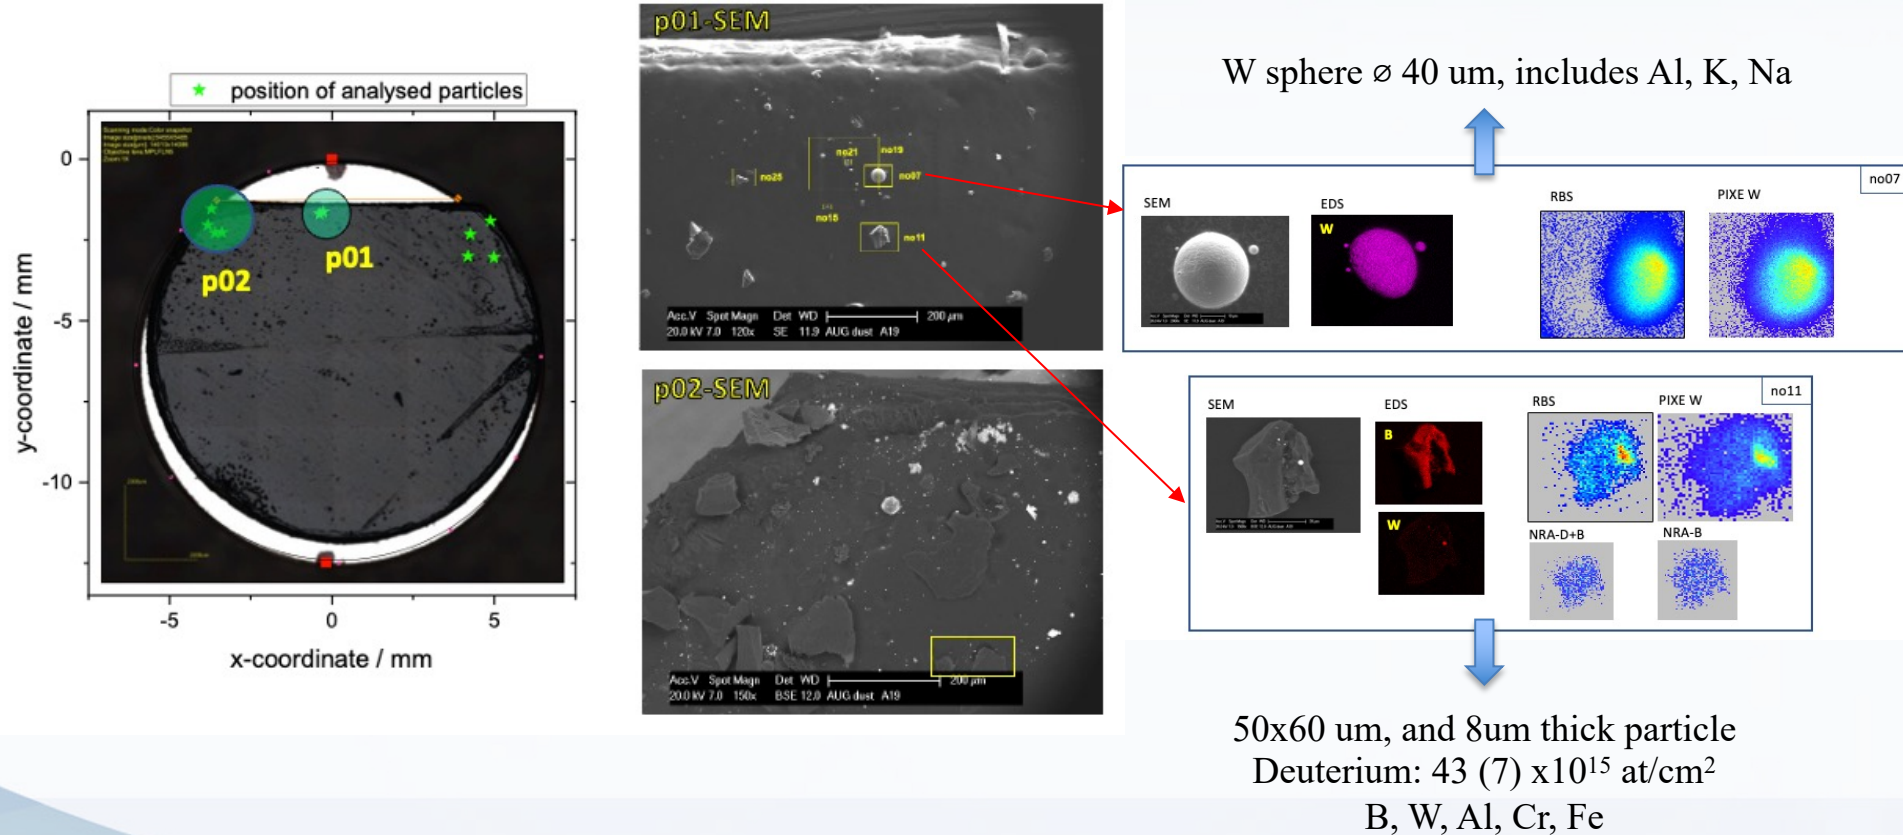 position of analysed particles
0
-5
-10
-5
0
5
y-coordinate / mm
x-coordinate / mm
p02
p01
p01-SEM
no21
no19
no25
no07
no15
no11
Acc.V Spot Magn Det WD 200 µm
20.0 kV 7.0 120x SE 11.9 AUG dust A19
p02-SEM
Acc.V Spot Magn Det WD 200 µm
20.0 kV 7.0 150x BSE 12.0 AUG dust A19
W sphere ⌀ 40 um, includes Al, K, Na
no07
SEM
EDS
RBS
PIXE W
W
no11
SEM
EDS
RBS
PIXE W
B
W
NRA-D+B
NRA-B
50x60 um, and 8um thick particle
Deuterium: 43 (7) x10¹⁵ at/cm²
B, W, Al, Cr, Fe